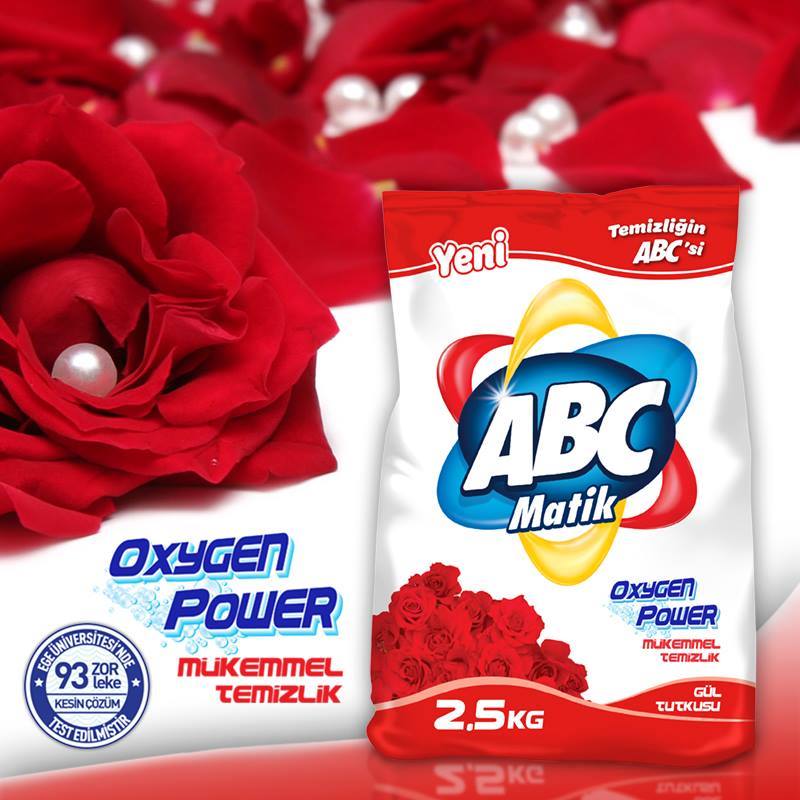 Yeni
Temizliğin
ABC'si
ABC
Matik
OXYGEN
POWER
MÜKEMMEL
TEMİZLİK
GÜL
TUTKUSU
2,5KG
OXYGEN
POWER
MÜKEMMEL
TEMİZLİK
EGE ÜNİVERSİTESİ'NDE
93 ZOR
leke
KESİN ÇÖZÜM
TEST EDİLMİŞTİR